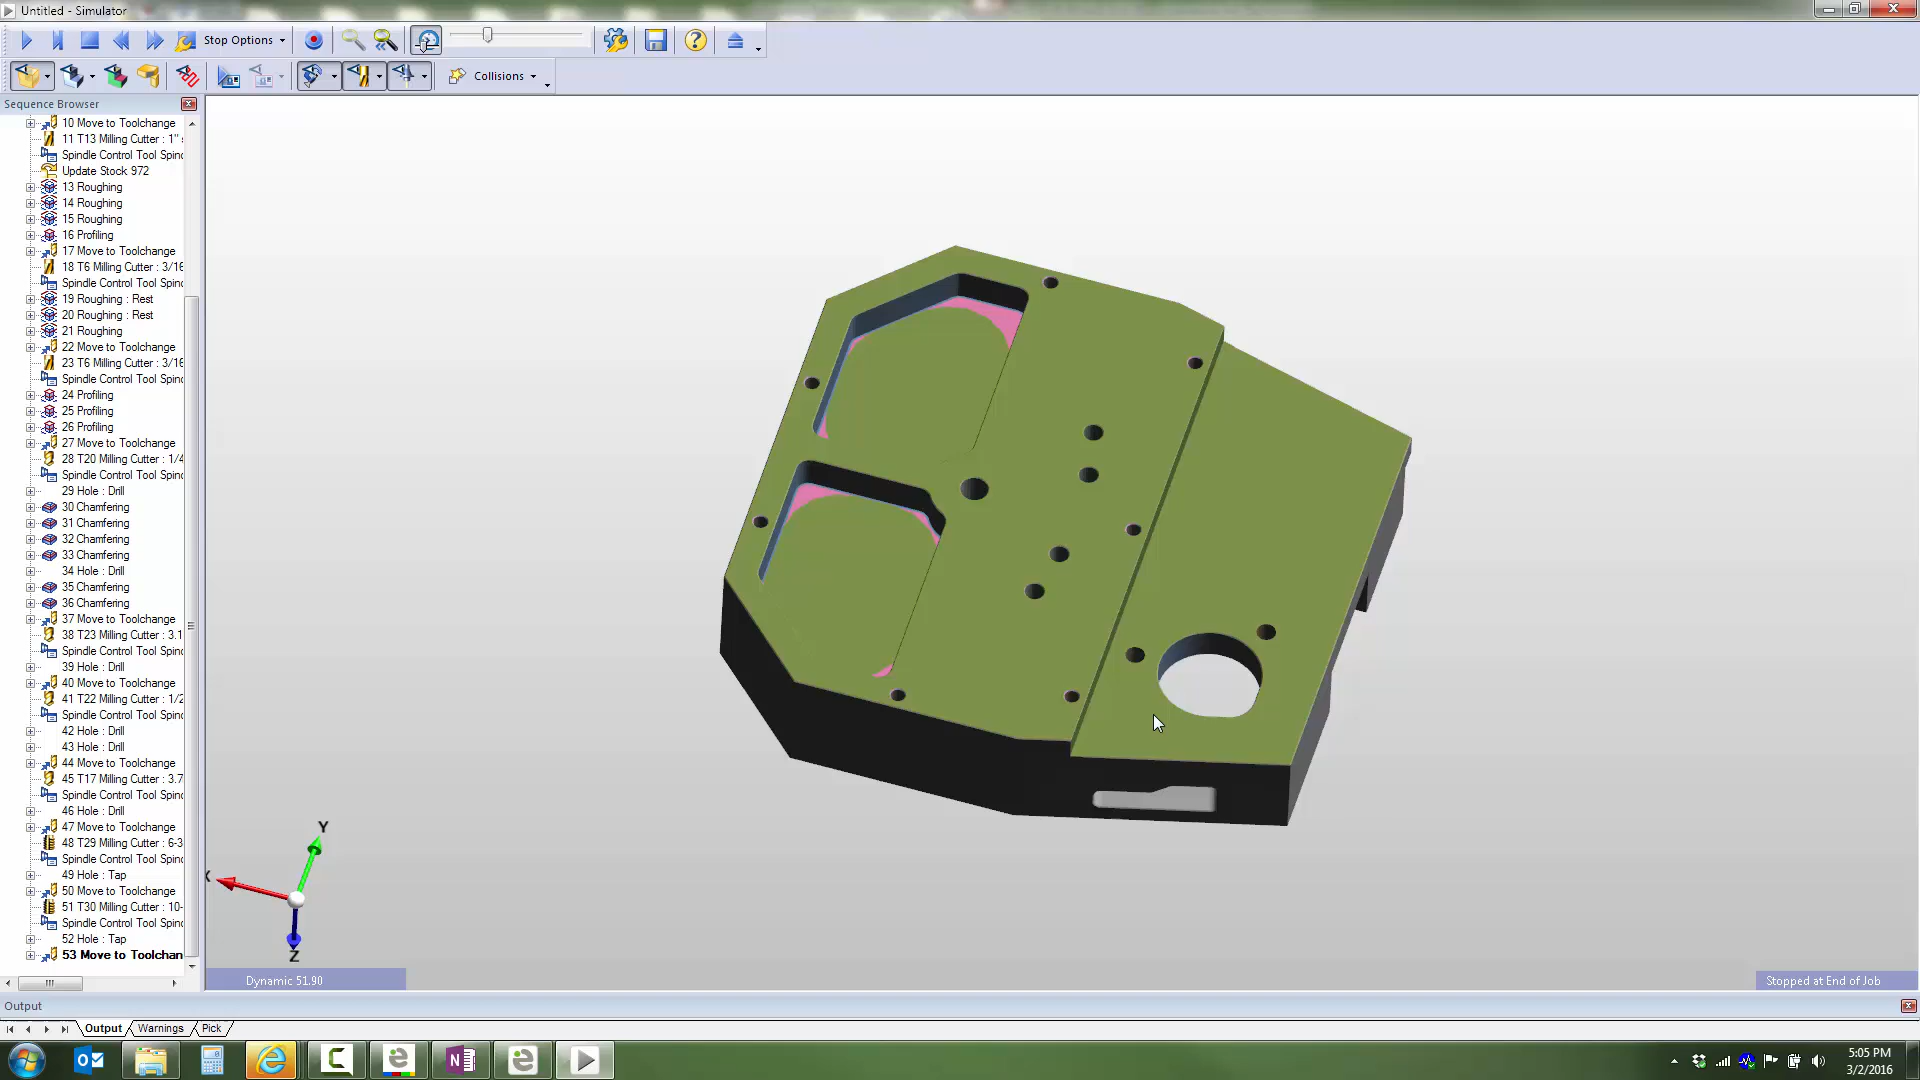 Untitled - Simulator
Stop Options
Collisions
Sequence Browser
10 Move to Toolchange
11 T13 Milling Cutter : 1"
Spindle Control Tool Spin
Update Stock 972
13 Roughing
14 Roughing
15 Roughing
16 Profiling
17 Move to Toolchange
18 T6 Milling Cutter : 3/16
Spindle Control Tool Spin
19 Roughing : Rest
20 Roughing : Rest
21 Roughing
22 Move to Toolchange
23 T6 Milling Cutter : 3/16
Spindle Control Tool Spin
24 Profiling
25 Profiling
26 Profiling
27 Move to Toolchange
28 T20 Milling Cutter : 1/4
Spindle Control Tool Spin
29 Hole : Drill
30 Chamfering
31 Chamfering
32 Chamfering
33 Chamfering
34 Hole : Drill
35 Chamfering
36 Chamfering
37 Move to Toolchange
38 T23 Milling Cutter : 3.1
Spindle Control Tool Spin
39 Hole : Drill
40 Move to Toolchange
41 T22 Milling Cutter : 1/2
Spindle Control Tool Spin
42 Hole : Drill
43 Hole : Drill
44 Move to Toolchange
45 T17 Milling Cutter : 3.7
Spindle Control Tool Spin
46 Hole : Drill
47 Move to Toolchange
48 T29 Milling Cutter : 6-3
Spindle Control Tool Spin
49 Hole : Tap
50 Move to Toolchange
51 T30 Milling Cutter : 10-
Spindle Control Tool Spin
52 Hole : Tap
53 Move to Toolchan
Y
X
Z
Dynamic 51.90
Stopped at End of Job
Output
Output Warnings Pick
5:05 PM
3/2/2016